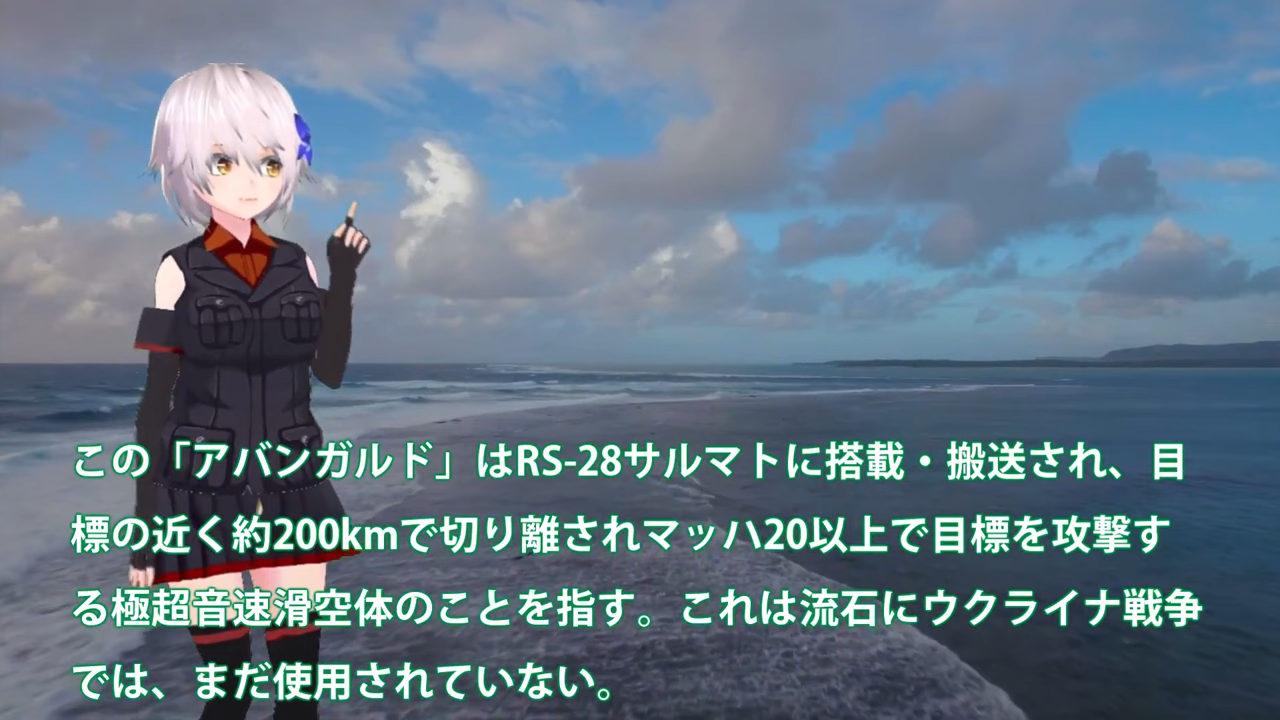 この「アバンガルド」はRS-28サルマトに搭載・搬送され、目
標の近く約200kmで切り離されマッハ20以上で目標を攻撃す
る極超音速滑空体のことを指す。これは流石にウクライナ戦争
では、まだ使用されていない。